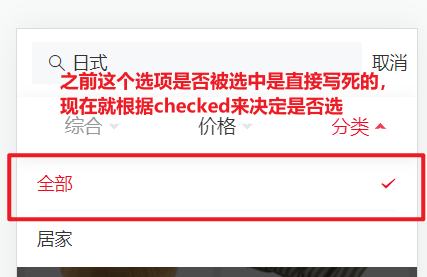 日式
取消
之前这个选项是否被选中是直接写死的，
现在就根据checked来决定是否选
综合
价格
分类
全部
居家